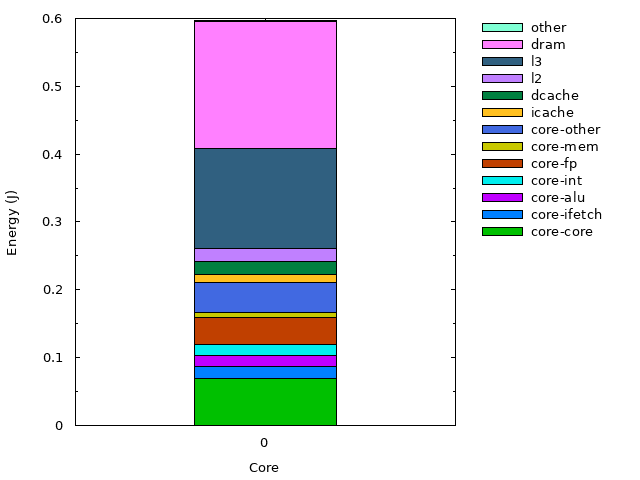 0.6
0.5
0.4
0.3
0.2
0.1
0
Energy (J)
0
Core
other
dram
l3
l2
dcache
icache
core-other
core-mem
core-fp
core-int
core-alu
core-ifetch
core-core